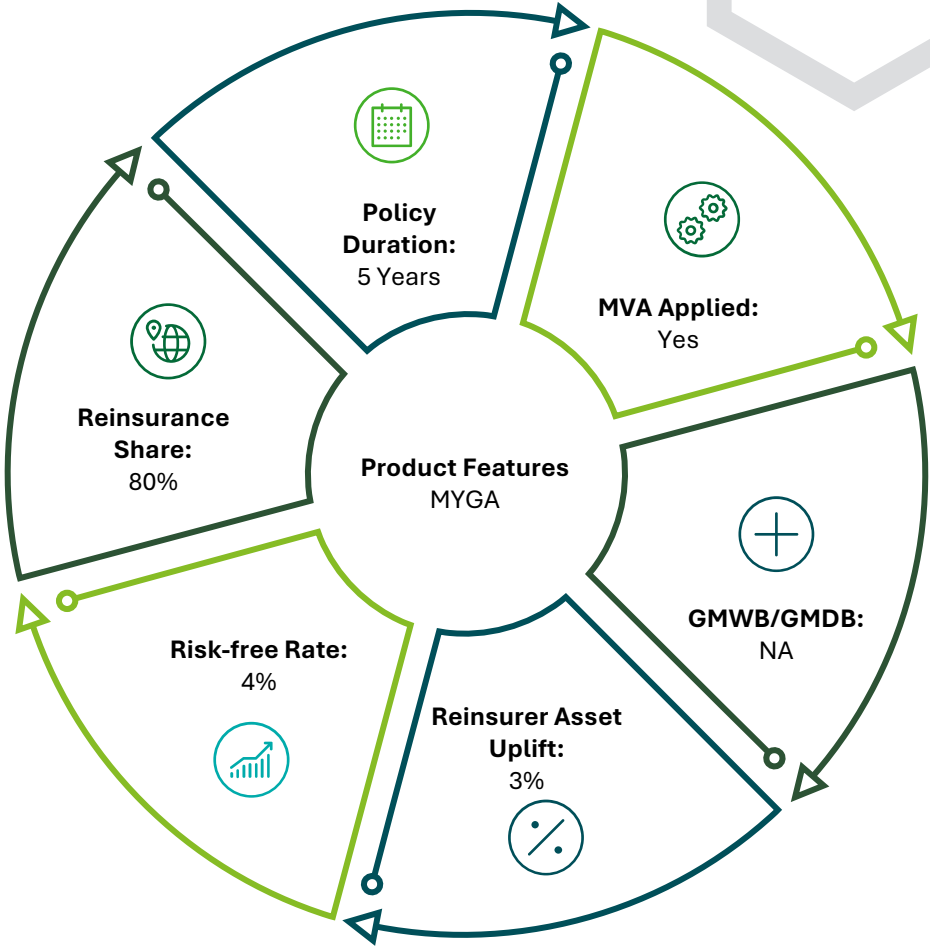 Policy
Duration:
5 Years
MVA Applied:
Yes
Reinsurance
Share:
80%
Product Features
MYGA
GMWB/GMDB:
NA
Risk-free Rate:
4%
Reinsurer Asset
Uplift:
3%